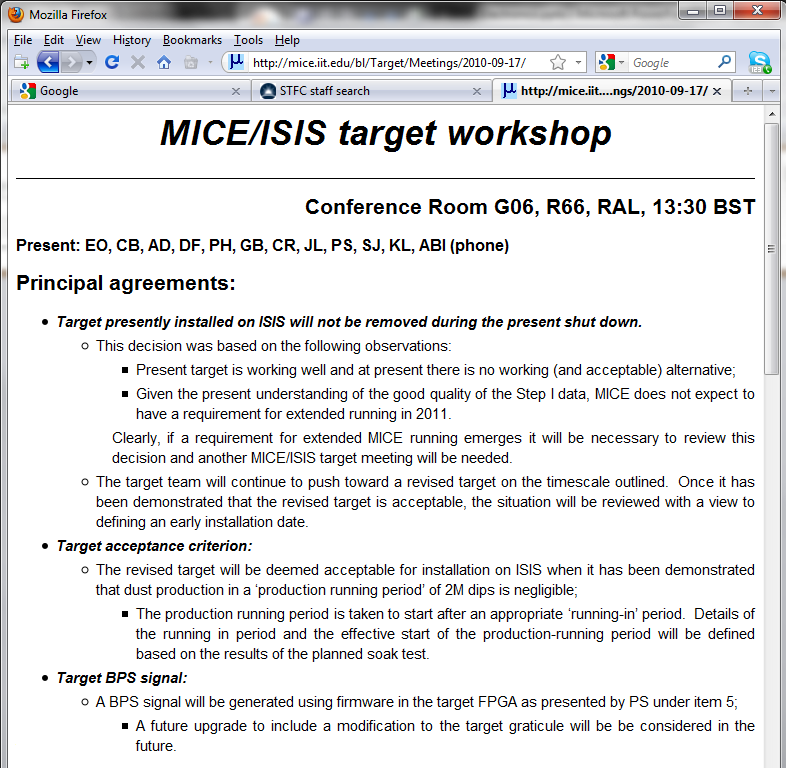 Mozilla Firefox
File Edit View History Bookmarks Tools Help
http://mice.iit.edu/bl/Target/Meetings/2010-09-17/ Google
Google STFC staff search http://mice.iit....ngs/2010-09-17/
MICE/ISIS target workshop
Conference Room G06, R66, RAL, 13:30 BST
Present: EO, CB, AD, DF, PH, GB, CR, JL, PS, SJ, KL, ABI (phone)
Principal agreements:
Target presently installed on ISIS will not be removed during the present shut down.
This decision was based on the following observations:
Present target is working well and at present there is no working (and acceptable) alternative;
Given the present understanding of the good quality of the Step I data, MICE does not expect to
have a requirement for extended running in 2011.
Clearly, if a requirement for extended MICE running emerges it will be necessary to review this
decision and another MICE/ISIS target meeting will be needed.
The target team will continue to push toward a revised target on the timescale outlined. Once it has
been demonstrated that the revised target is acceptable, the situation will be reviewed with a view to
defining an early installation date.
Target acceptance criterion:
The revised target will be deemed acceptable for installation on ISIS when it has been demonstrated
that dust production in a ‘production running period’ of 2M dips is negligible;
The production running period is taken to start after an appropriate ‘running-in’ period. Details of
the running in period and the effective start of the production-running period will be defined
based on the results of the planned soak test.
Target BPS signal:
A BPS signal will be generated using firmware in the target FPGA as presented by PS under item 5;
A future upgrade to include a modification to the target graticule will be be considered in the
future.